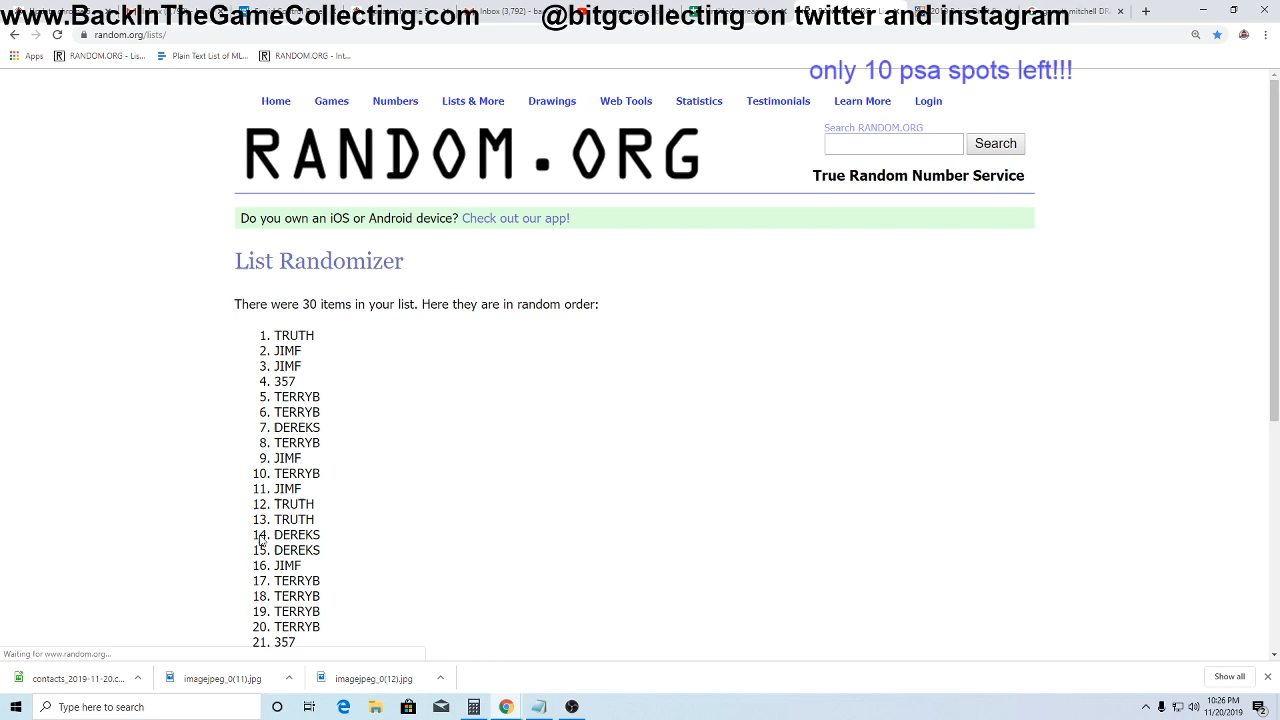 www.BackInTheGameCollecting.com @bitgcollecting on twitter and instagram
random.org/lists/
Apps RANDOM.ORG - Lis... Plain Text List of ML... RANDOM.ORG - Int...
only 10 psa spots left!!!
Home Games Numbers Lists & More Drawings Web Tools Statistics Testimonials Learn More Login
RANDOM.ORG
Search RANDOM.ORG
Search
True Random Number Service
Do you own an iOS or Android device? Check out our app!
List Randomizer
There were 30 items in your list. Here they are in random order:
1. TRUTH
2. JIMF
3. JIMF
4. 357
5. TERRYB
6. TERRYB
7. DEREKS
8. TERRYB
9. JIMF
10. TERRYB
11. JIMF
12. TRUTH
13. TRUTH
14. DEREKS
15. DEREKS
16. JIMF
17. TERRYB
18. TERRYB
19. TERRYB
20. TERRYB
21. 357
Waiting for www.random.org...
contacts_2019-11-20.c... imagejpeg_0(11).jpg imagejpeg_0(12).jpg Show all
Type here to search
10:26 PM
11/20/2019